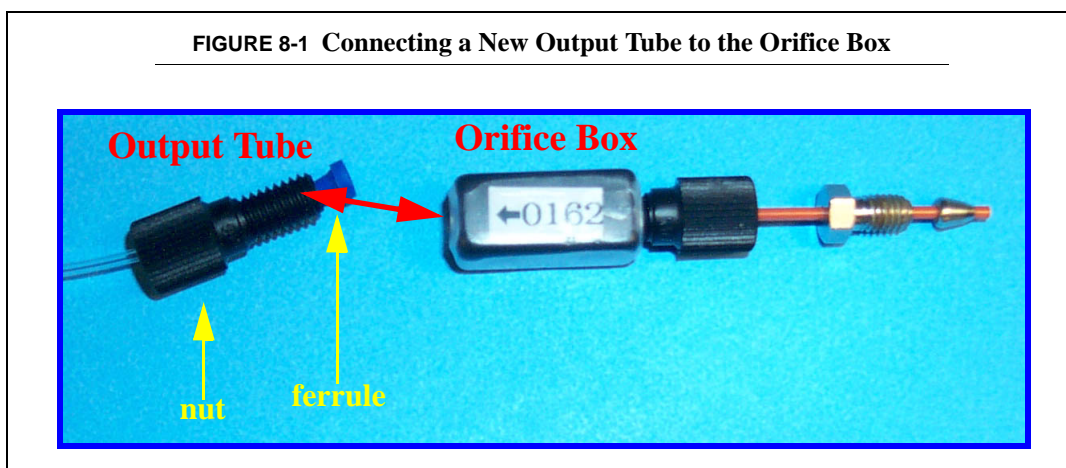 FIGURE 8-1 Connecting a New Output Tube to the Orifice Box
Output Tube
Orifice Box
←0162
ferrule
nut